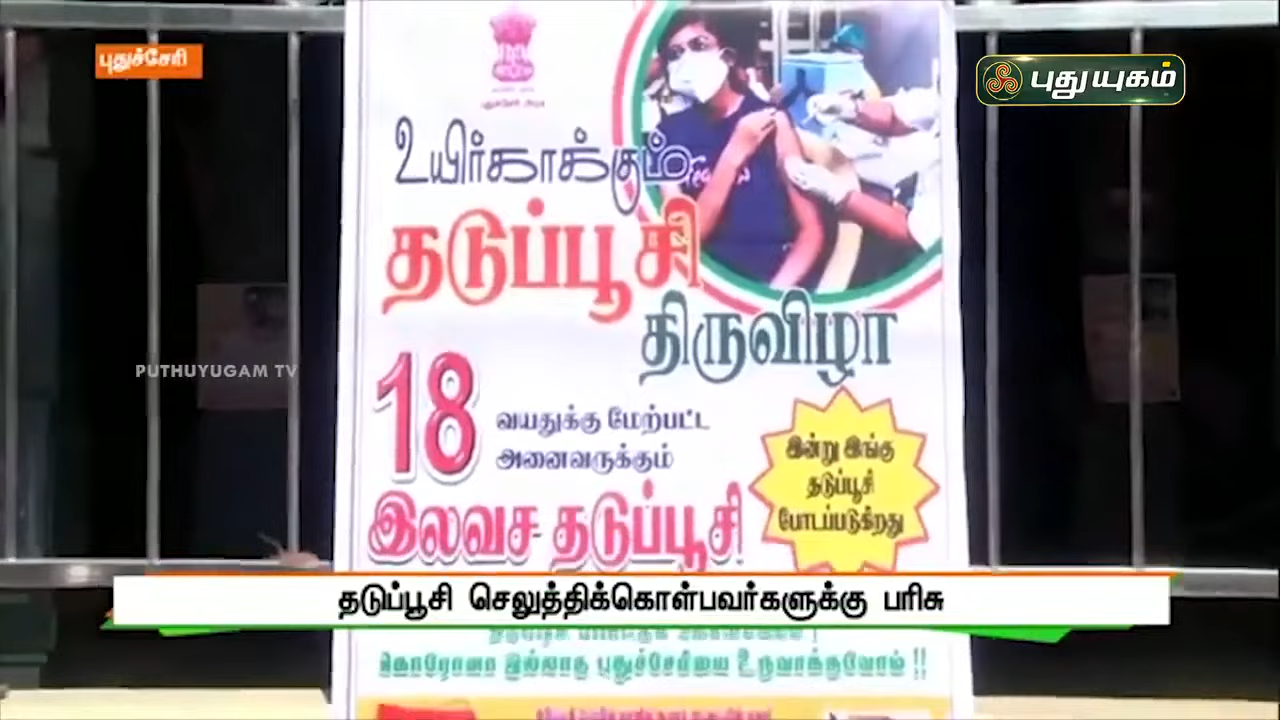 புதுச்சேரி
புதுயுகம்
புதுச்சேரி அரசு
உயிர்காக்கும்
தடுப்பூசி
திருவிழா
PUTHUYUGAM TV
18
வயதுக்கு மேற்பட்ட
அனைவருக்கும்
இலவச தடுப்பூசி
இன்று இங்கு
தடுப்பூசி
போடப்படுகிறது
தடுப்பூசி செலுத்திக்கொள்பவர்களுக்கு பரிசு
கொரோனா இல்லாத புதுச்சேரியை உருவாக்குவோம் !!